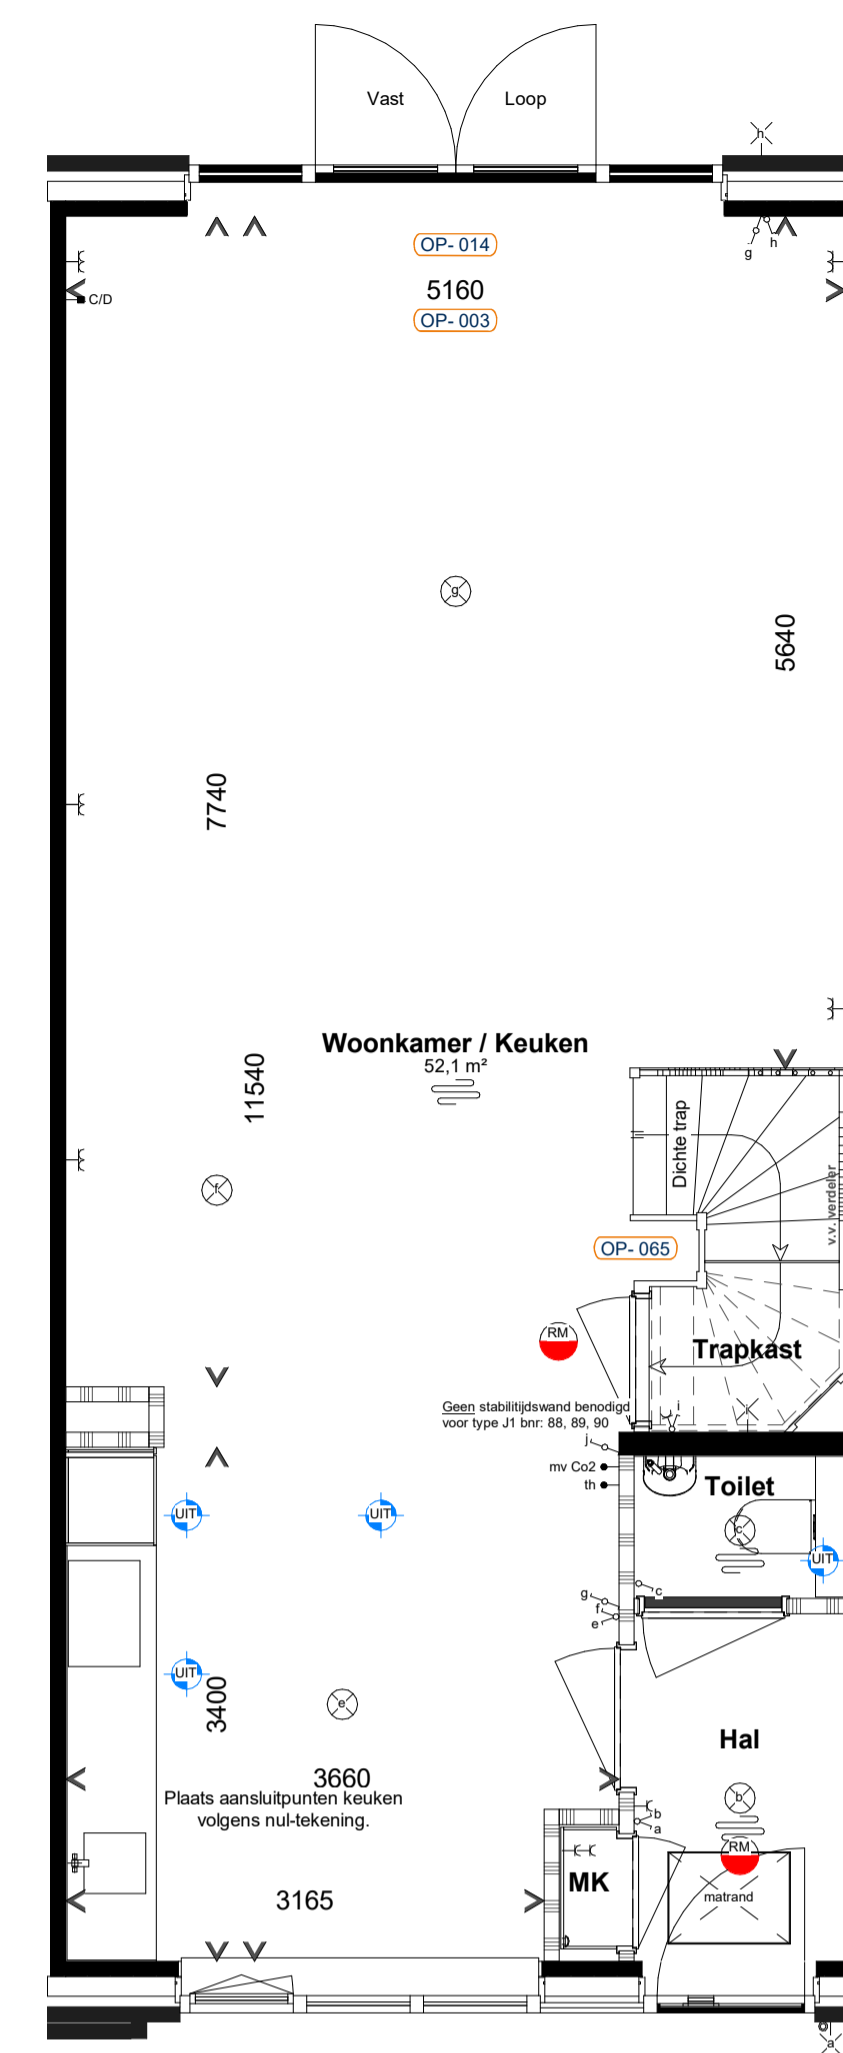 Vast
Loop
h
OP- 014
g
h
5160
C/D
OP- 003
g
5640
7740
Woonkamer / Keuken
52,1 m²
11540
Dichte trap
v.v. verdeler
f
OP- 065
RM
Trapkast
Geen stabilitijdswand benodigd
voor type J1 bnr: 88, 89, 90
i
i
j
mv Co2
th
Toilet
UIT
UIT
c
UIT
c
g
f
e
UIT
3400
e
Hal
3660
Plaats aansluitpunten keuken
volgens nul-tekening.
b
b
a
RM
MK
matrand
3165
a